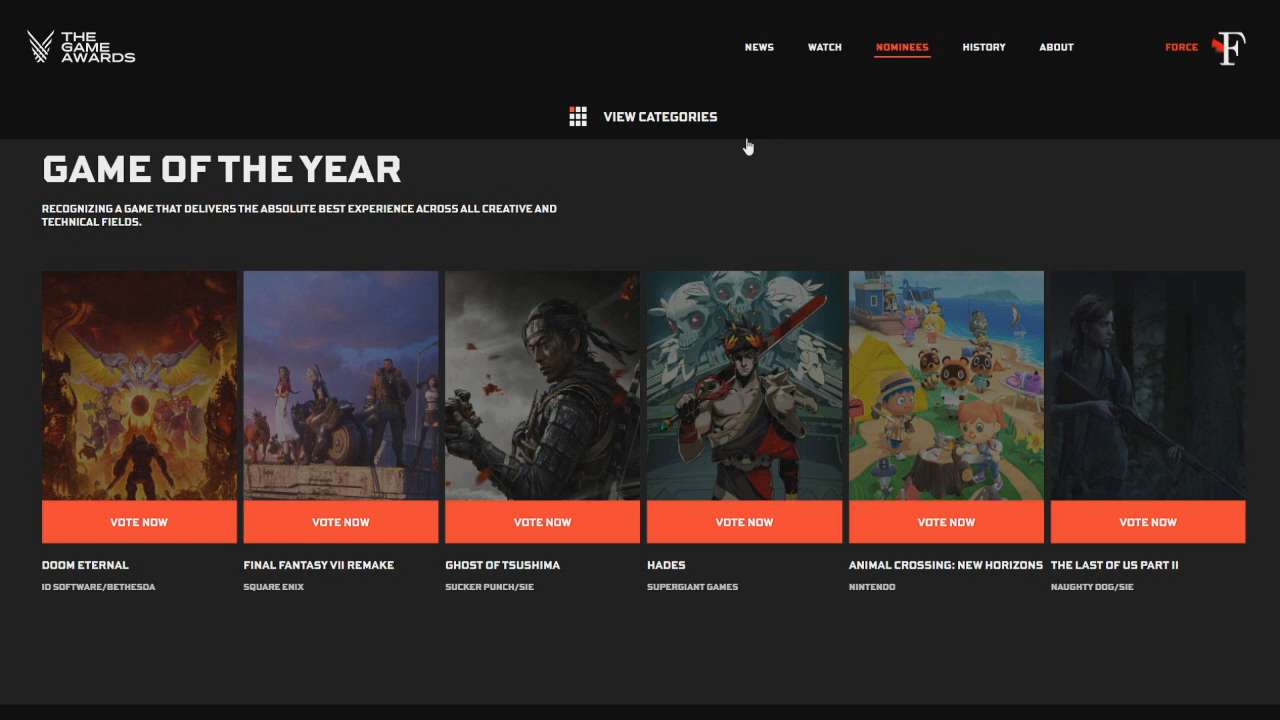 THE
GAME
AWARDS
NEWS WATCH NOMINEES HISTORY ABOUT FORCE F
VIEW CATEGORIES
GAME OF THE YEAR
RECOGNIZING A GAME THAT DELIVERS THE ABSOLUTE BEST EXPERIENCE ACROSS ALL CREATIVE AND
TECHNICAL FIELDS.
VOTE NOW VOTE NOW VOTE NOW VOTE NOW VOTE NOW VOTE NOW
DOOM ETERNAL FINAL FANTASY VII REMAKE GHOST OF TSUSHIMA HADES ANIMAL CROSSING: NEW HORIZONS THE LAST OF US PART II
ID SOFTWARE/BETHESDA SQUARE ENIX SUCKER PUNCH/SIE SUPERGIANT GAMES NINTENDO NAUGHTY DOG/SIE